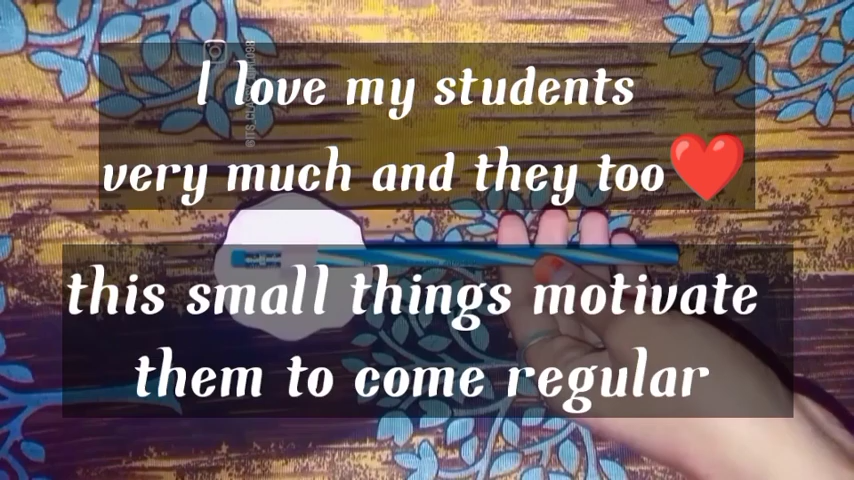 I love my students
very much and they too❤️
this small things motivate
them to come regular